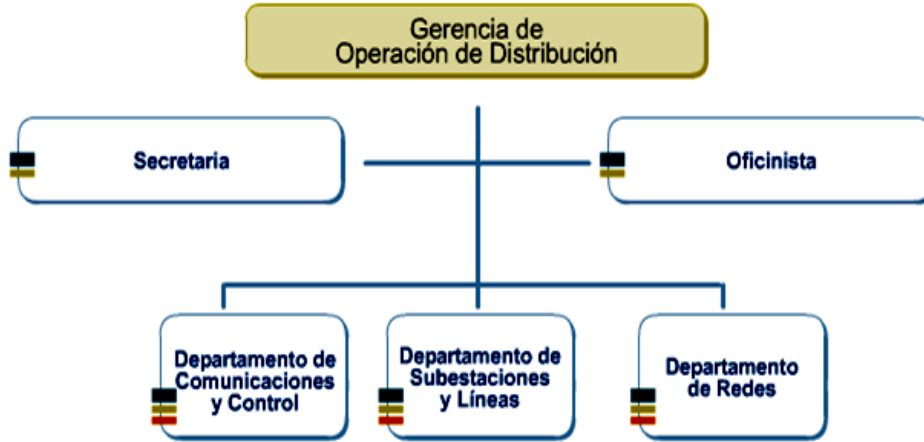 Gerencia de
Operación de Distribución
Secretaria
Oficinista
Departamento de
Comunicaciones
y Control
Departamento de
Subestaciones
y Líneas
Departamento
de Redes